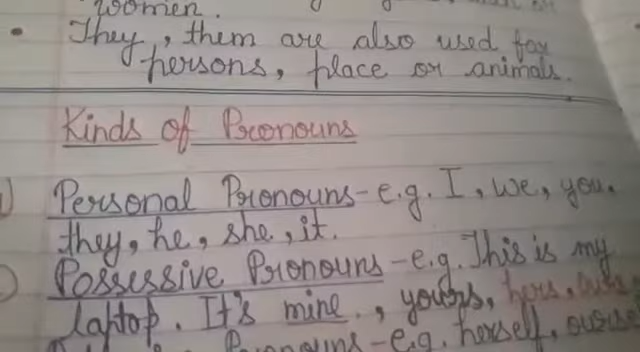 women.
They, them are also used for
persons, place or animals.
Kinds of Pronouns
Personal Pronouns - e.g. I, we, you.
they, he, she, it.
Possessive Pronouns - e.g. This is my
laptop. It's mine., yours, hers,
Pronouns - e.g. herself,